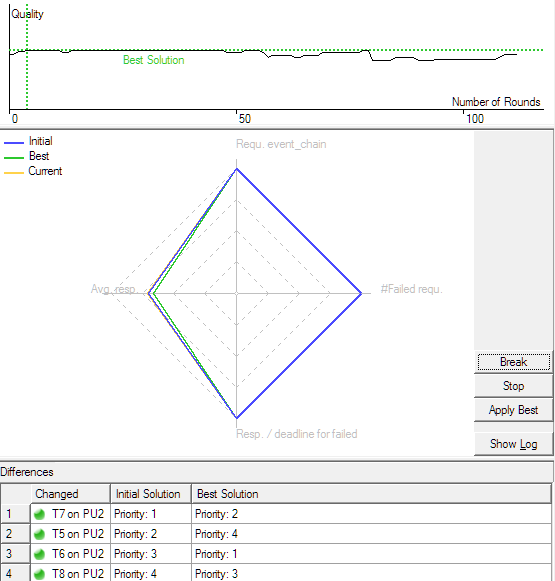 Quality
Best Solution
Number of Rounds
0
50
100
Initial
Best
Current
Requ. event_chain
Avg. resp.
#Failed requ.
Resp. / deadline for failed
Break
Stop
Apply Best
Show Log
Differences
Changed Initial Solution Best Solution
1 T7 on PU2 Priority: 1 Priority: 2
2 T5 on PU2 Priority: 2 Priority: 4
3 T6 on PU2 Priority: 3 Priority: 1
4 T8 on PU2 Priority: 4 Priority: 3